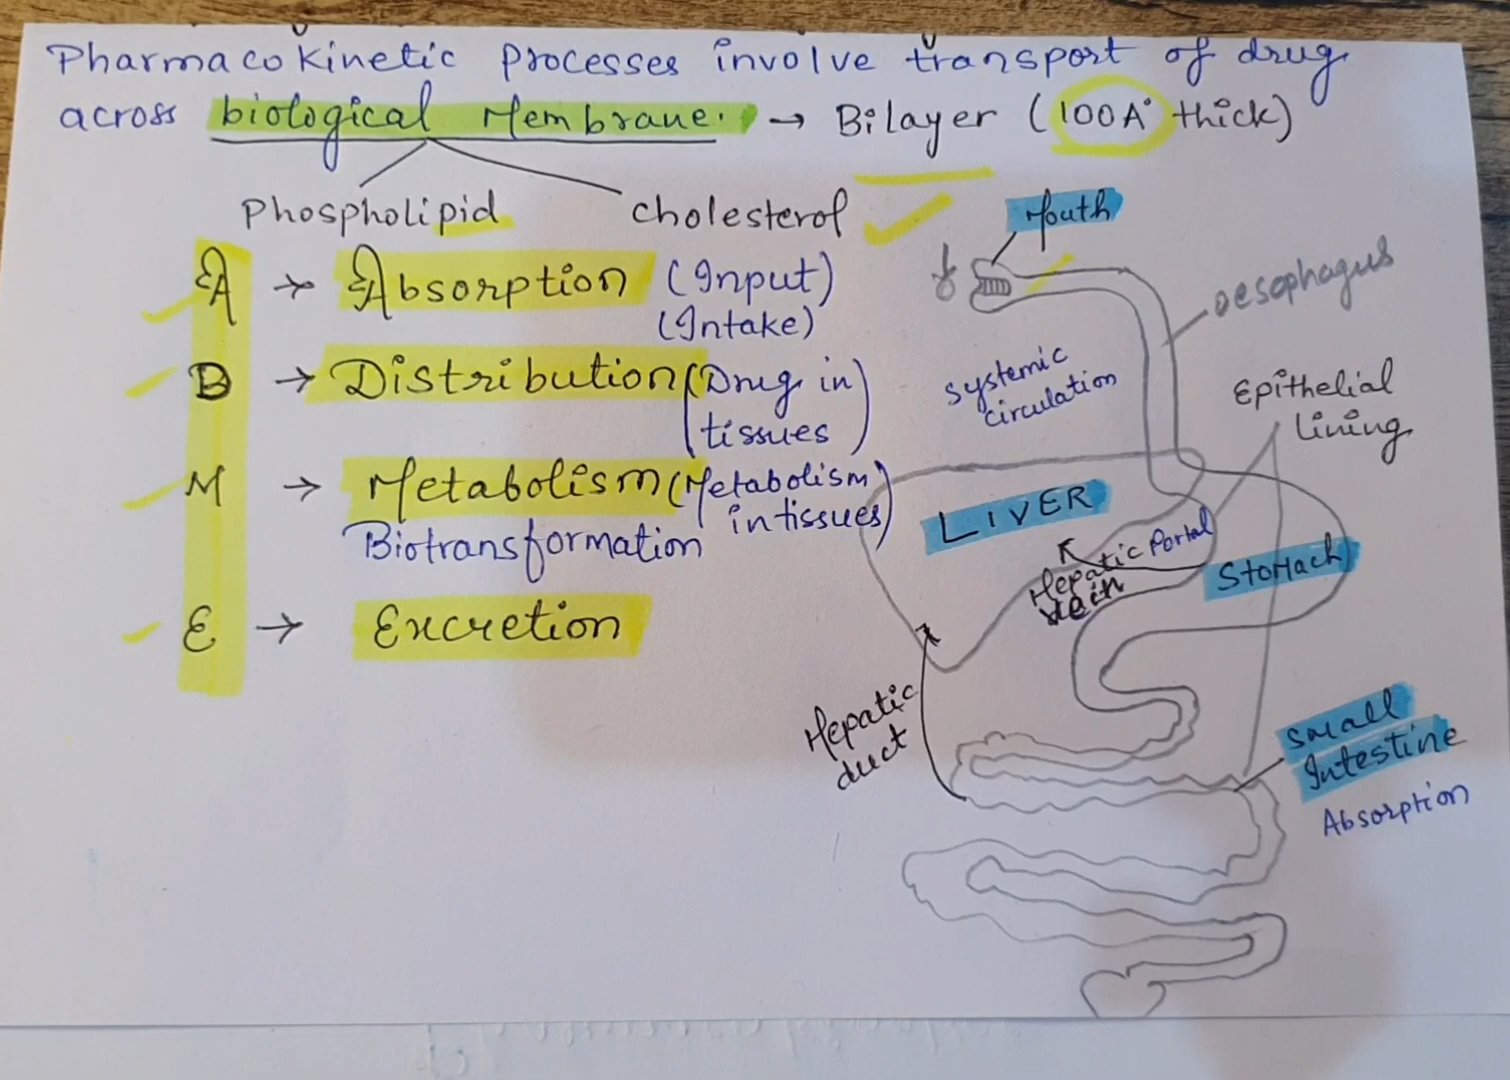 Pharmacokinetic Processes involve transport of drug
across biological Membrane. → Bilayer (100A° thick)
Phospholipid
cholesterol
A → Absorption (Input)
(Intake)
D → Distribution (Drug in
tissues)
M → Metabolism (Metabolism
in tissues)
Biotransformation
E → Excretion
Mouth
oesophagus
systemic
circulation
Epithelial
lining
LIVER
Hepatic Portal
vein
Stomach
Hepatic
duct
small
Intestine
Absorption